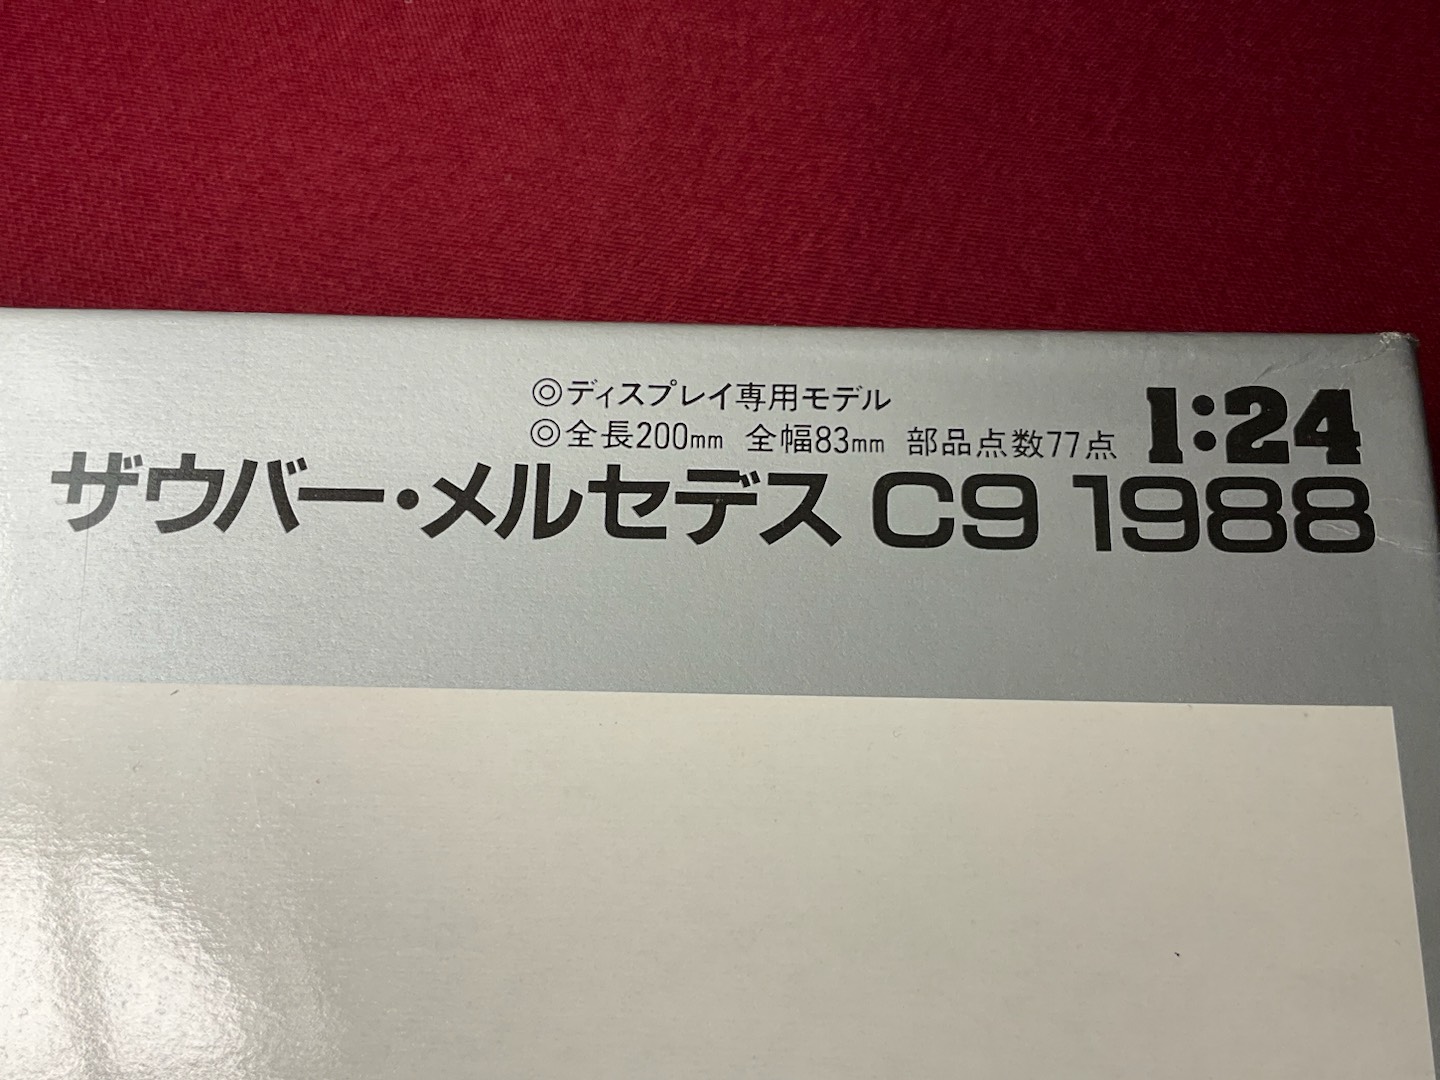 ◎ディスプレイ専用モデル
◎全長200mm 全幅83mm 部品点数77点
1:24
ザウバー・メルセデス C9 1988